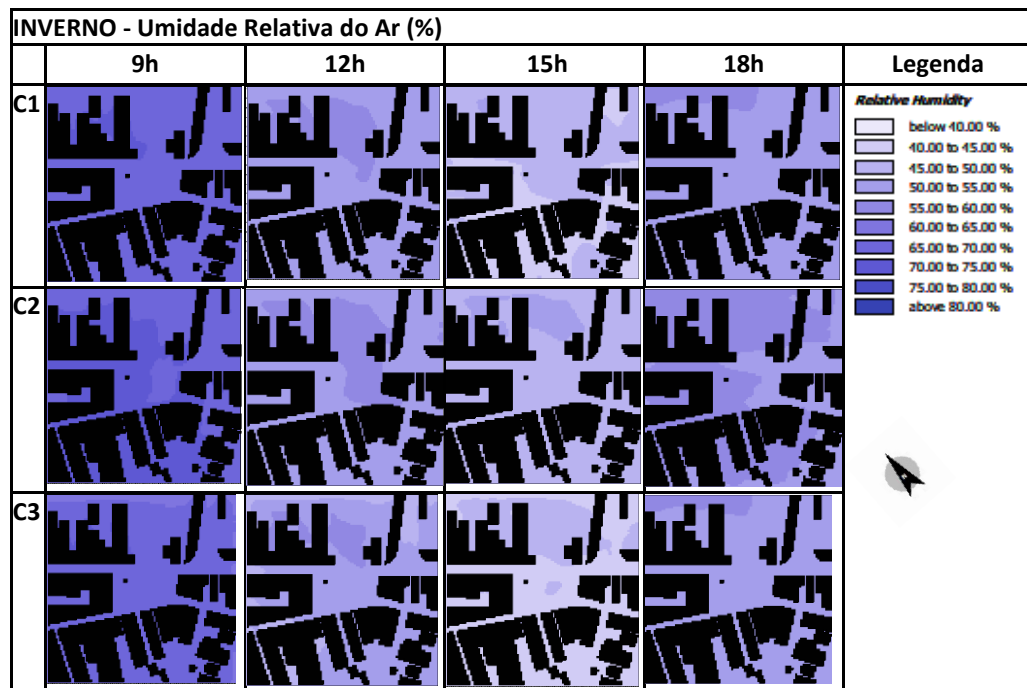 INVERNO - Umidade Relativa do Ar (%)
9h 12h 15h 18h Legenda
C1
Relative Humidity
below 40.00 %
40.00 to 45.00 %
45.00 to 50.00 %
50.00 to 55.00 %
55.00 to 60.00 %
60.00 to 65.00 %
65.00 to 70.00 %
70.00 to 75.00 %
75.00 to 80.00 %
above 80.00 %
C2
C3